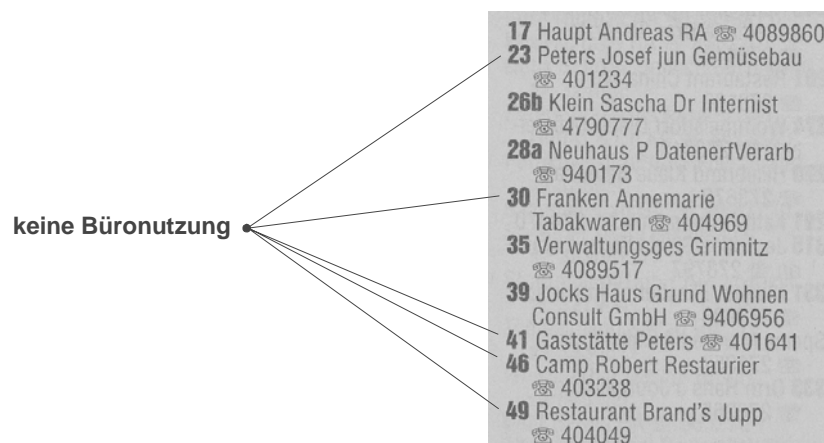 17 Haupt Andreas RA ☎ 4089860
23 Peters Josef jun Gemüsebau
☎ 401234
26b Klein Sascha Dr Internist
☎ 4790777
28a Neuhaus P DatenerfVerarb
☎ 940173
30 Franken Annemarie
Tabakwaren ☎ 404969
keine Büronutzung
35 Verwaltungsges Grimnitz
☎ 4089517
39 Jocks Haus Grund Wohnen
Consult GmbH ☎ 9406956
41 Gaststätte Peters ☎ 401641
46 Camp Robert Restaurier
☎ 403238
49 Restaurant Brand's Jupp
☎ 404049